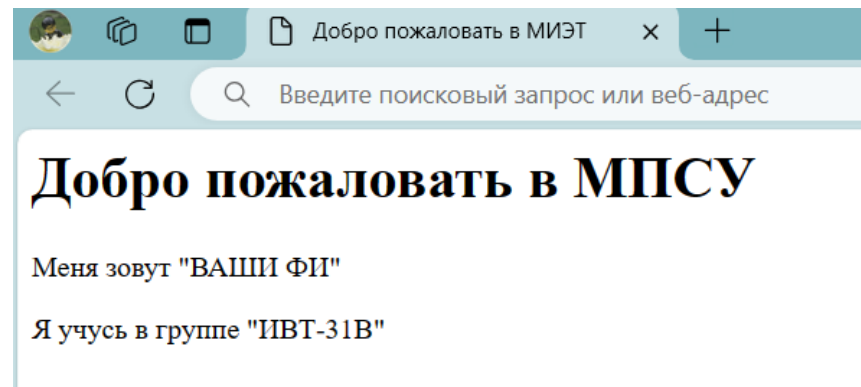 Добро пожаловать в МИЭТ
Введите поисковый запрос или веб-адрес
Добро пожаловать в МПСУ
Меня зовут "ВАШИ ФИ"
Я учусь в группе "ИВТ-31В"